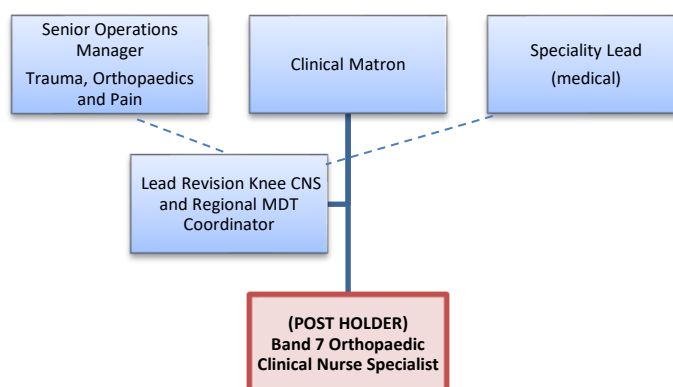 Senior Operations
Manager
Trauma, Orthopaedics
and Pain
Clinical Matron
Speciality Lead
(medical)
Lead Revision Knee CNS
and Regional MDT
Coordinator
(POST HOLDER)
Band 7 Orthopaedic
Clinical Nurse Specialist